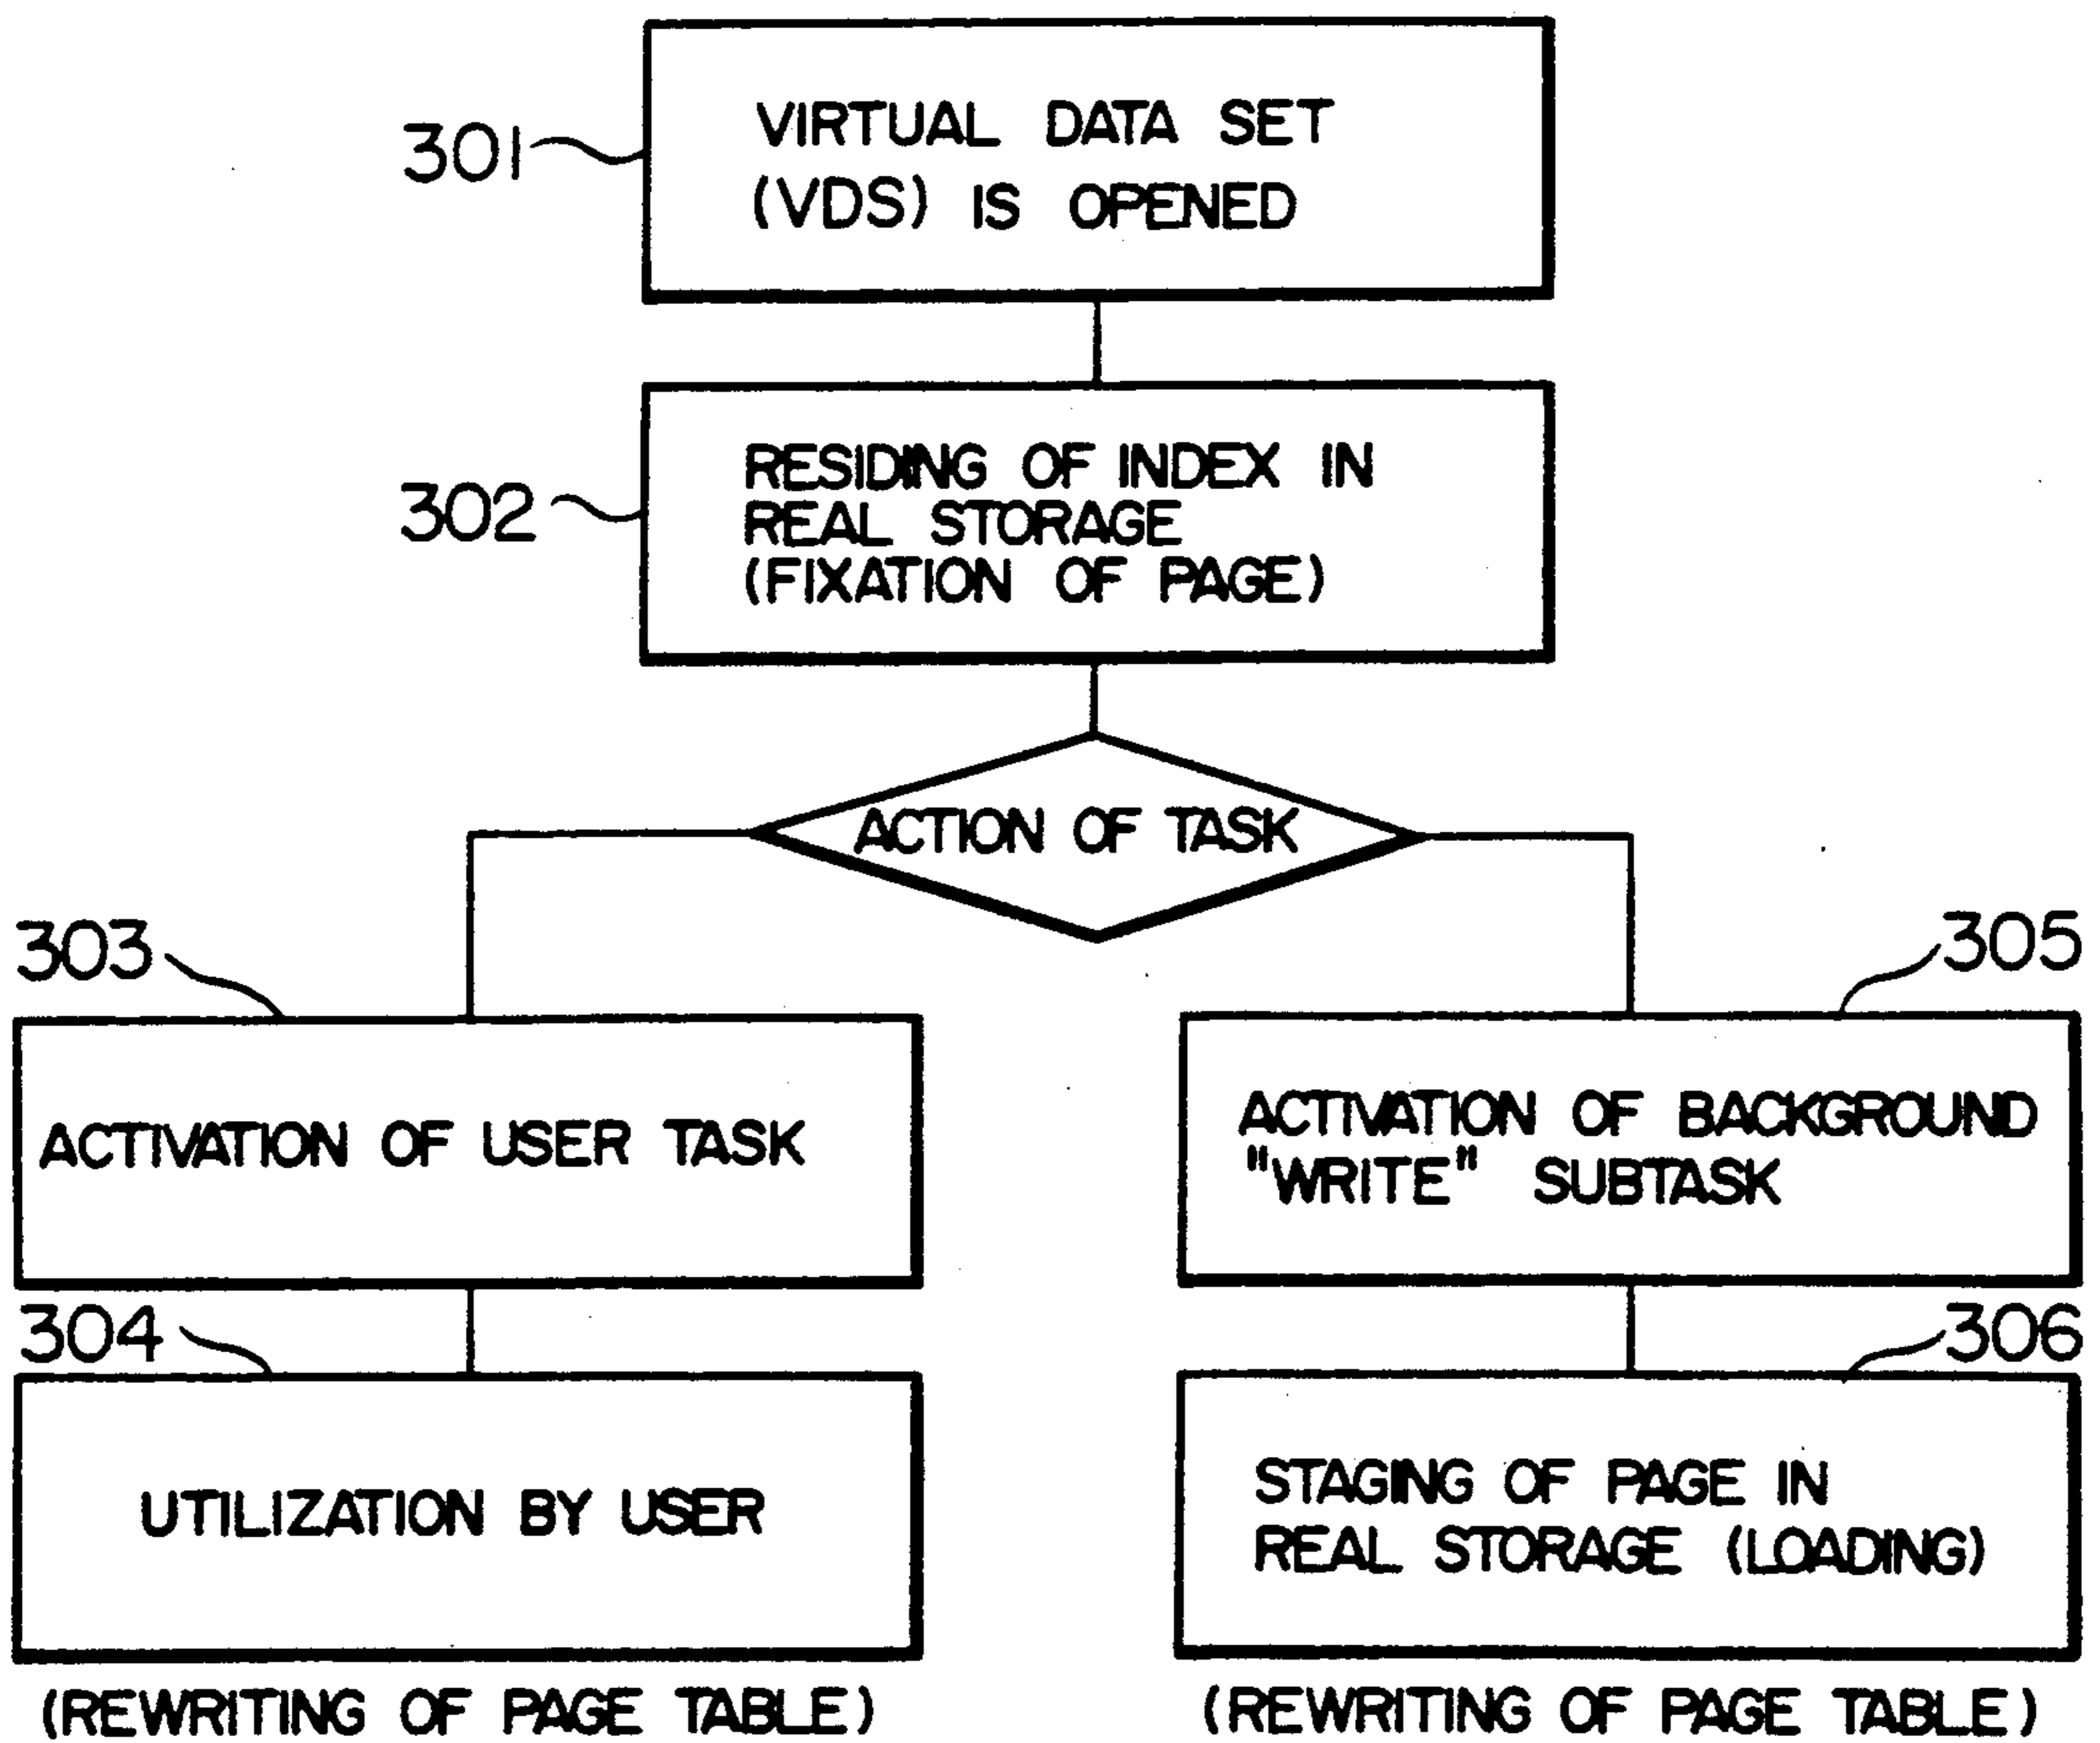 301
VIRTUAL DATA SET
(VDS) IS OPENED
302
RESIDING OF INDEX IN
REAL STORAGE
(FIXATION OF PAGE)
ACTION OF TASK
303
ACTIVATION OF USER TASK
304
UTILIZATION BY USER
(REWRITING OF PAGE TABLE)
305
ACTIVATION OF BACKGROUND
"WRITE" SUBTASK
306
STAGING OF PAGE IN
REAL STORAGE (LOADING)
(REWRITING OF PAGE TABLE)